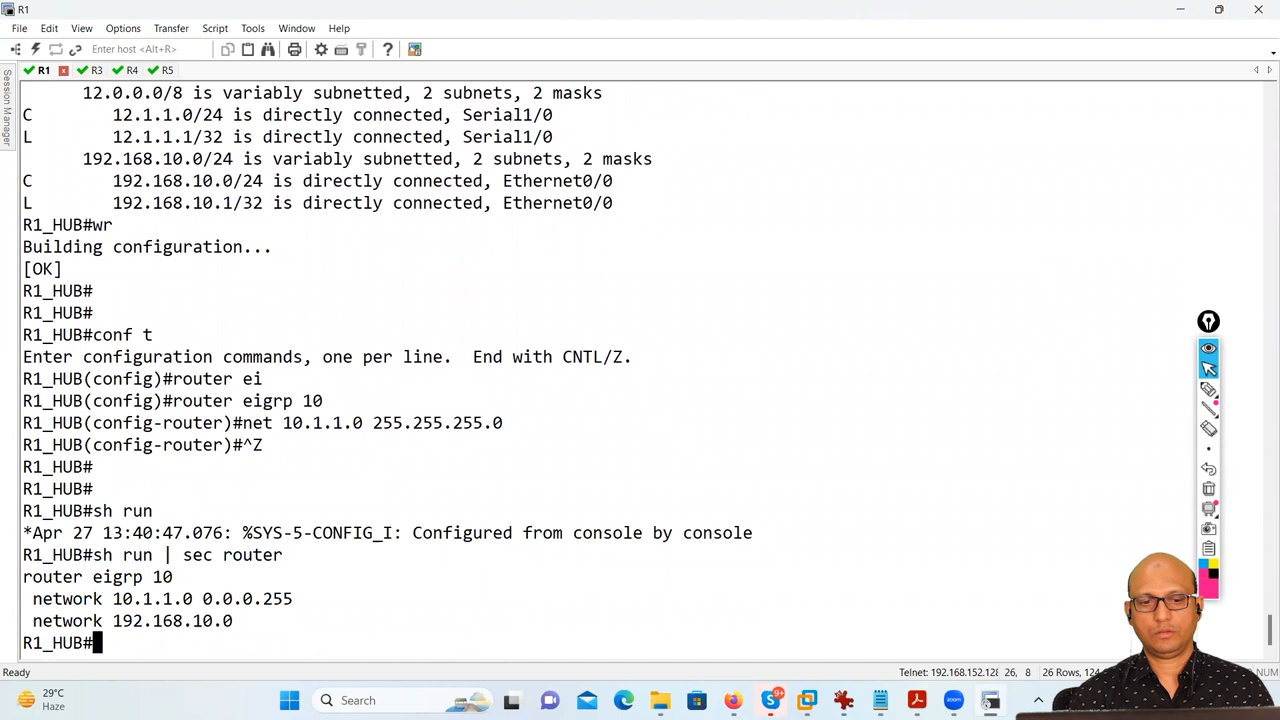 R1
File Edit View Options Transfer Script Tools Window Help
Enter host <Alt+R>
R1 R3 R4 R5
Session Manager
12.0.0.0/8 is variably subnetted, 2 subnets, 2 masks
C 12.1.1.0/24 is directly connected, Serial1/0
L 12.1.1.1/32 is directly connected, Serial1/0
192.168.10.0/24 is variably subnetted, 2 subnets, 2 masks
C 192.168.10.0/24 is directly connected, Ethernet0/0
L 192.168.10.1/32 is directly connected, Ethernet0/0
R1_HUB#wr
Building configuration...
[OK]
R1_HUB#
R1_HUB#
R1_HUB#conf t
Enter configuration commands, one per line. End with CNTL/Z.
R1_HUB(config)#router ei
R1_HUB(config)#router eigrp 10
R1_HUB(config-router)#net 10.1.1.0 255.255.255.0
R1_HUB(config-router)#^Z
R1_HUB#
R1_HUB#
R1_HUB#sh run
*Apr 27 13:40:47.076: %SYS-5-CONFIG_I: Configured from console by console
R1_HUB#sh run | sec router
router eigrp 10
network 10.1.1.0 0.0.0.255
network 192.168.10.0
R1_HUB#
Ready Telnet: 192.168.152.128 26, 8 26 Rows, NUM
29°C
Haze
Search
9+
zoom